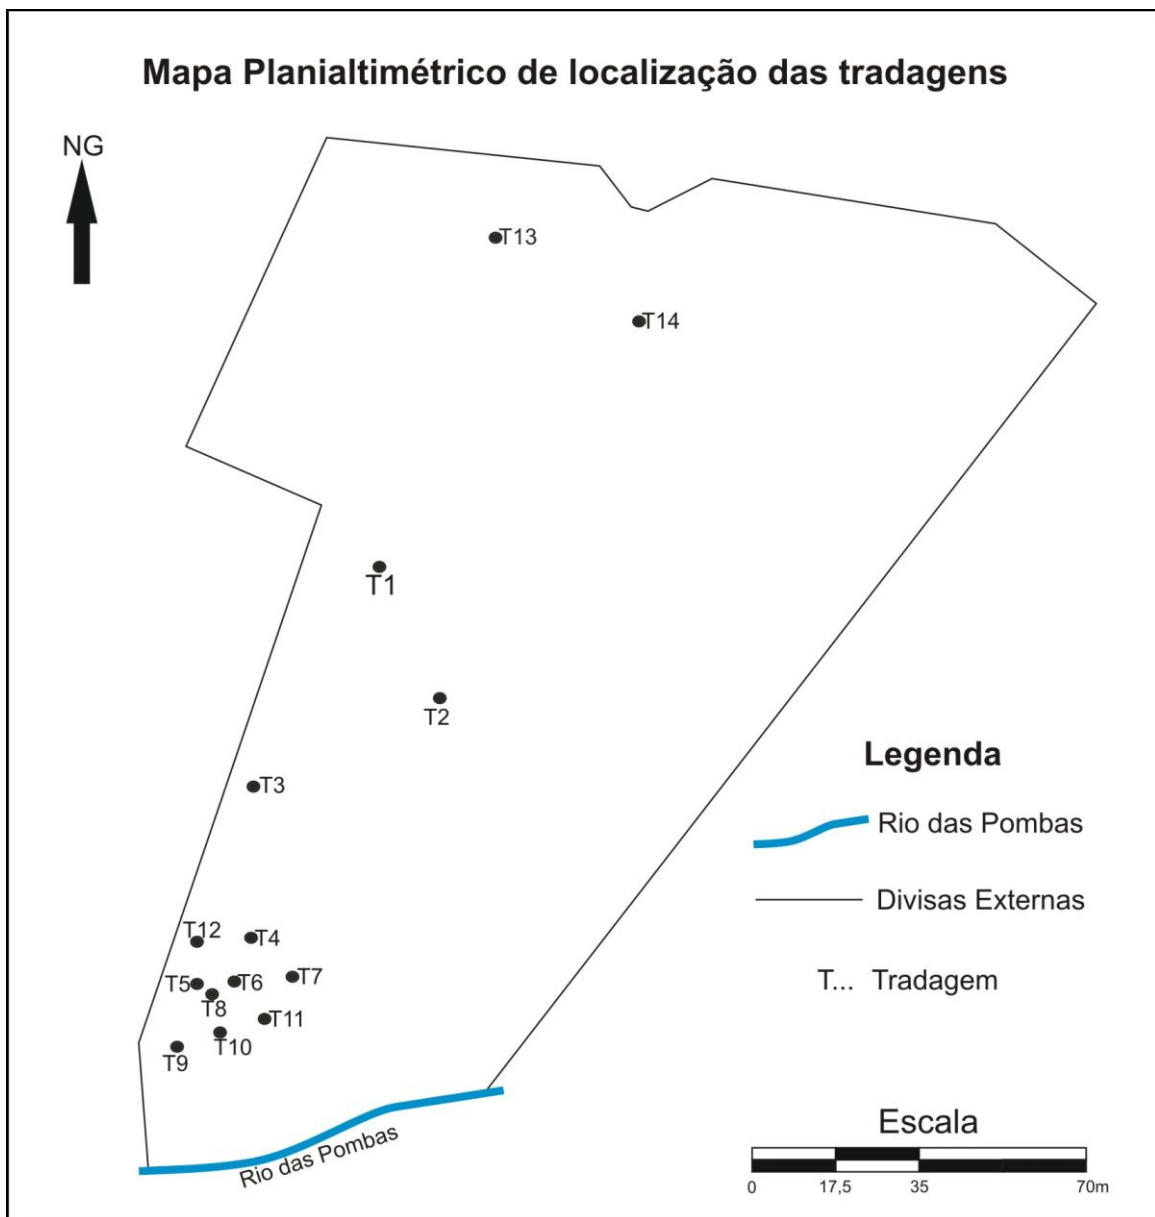 Mapa Planialtimétrico de localização das tradagens
NG
T13
T14
T1
T2
T3
T12
T4
T5
T6
T7
T8
T11
T10
T9
Rio das Pombas
Legenda
Rio das Pombas
Divisas Externas
T... Tradagem
Escala
0 17,5 35 70m